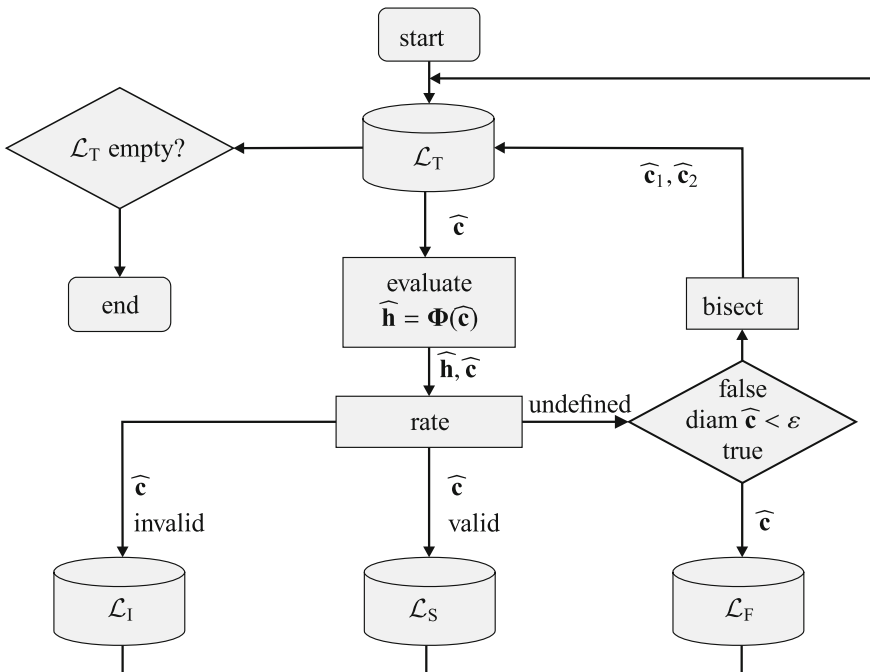 start
ℒ_T empty?
ℒ_T
ĉ₁, ĉ₂
ĉ
end
evaluate
ĥ = Φ(ĉ)
bisect
ĥ, ĉ
rate
undefined
false
diam ĉ < ε
true
ĉ
invalid
ĉ
valid
ĉ
ℒ_I
ℒ_S
ℒ_F